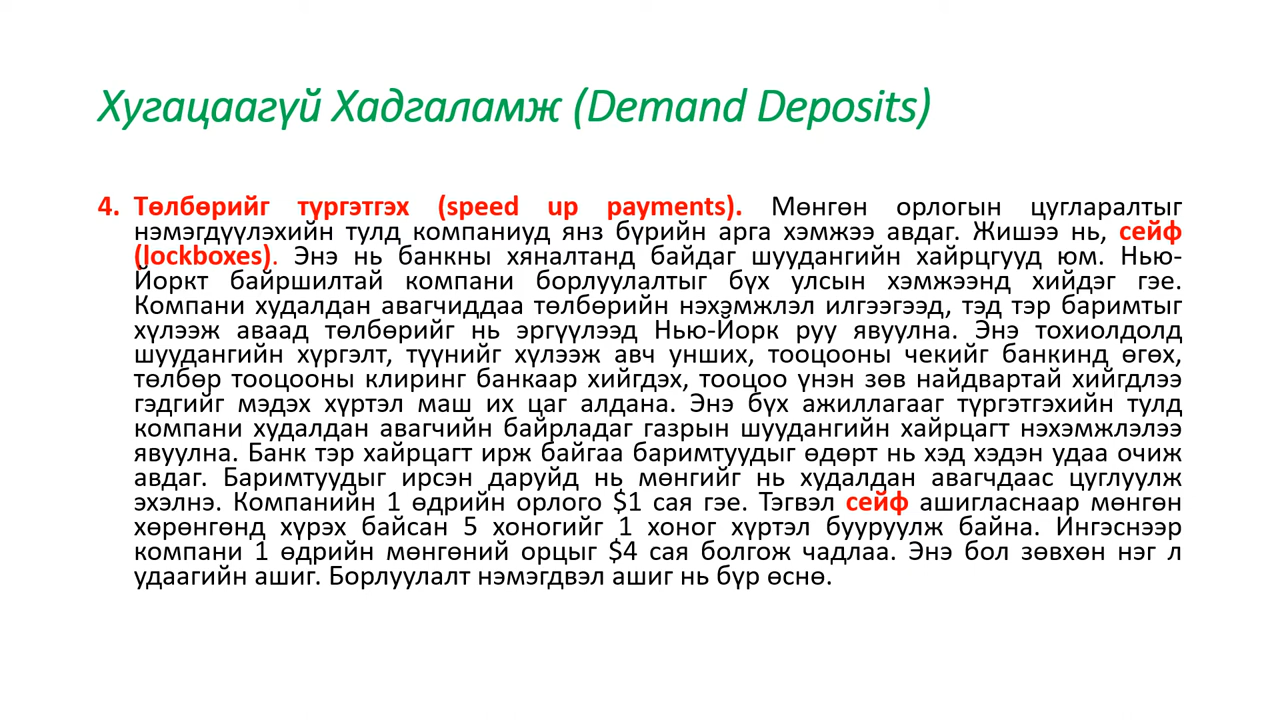 Хугацаагүй Хадгаламж (Demand Deposits)
4. Төлбөрийг түргэтгэх (speed up payments). Мөнгөн орлогын цугларалтыг
нэмэгдүүлэхийн тулд компаниуд янз бүрийн арга хэмжээ авдаг. Жишээ нь, сейф
(lockboxes). Энэ нь банкны хяналтанд байдаг шуудангийн хайрцгууд юм. Нью-
Йоркт байршилтай компани борлуулалтыг бүх улсын хэмжээнд хийдэг гэе.
Компани худалдан авагчиддаа төлбөрийн нэхэмжлэл илгээгээд, тэд тэр баримтыг
хүлээж аваад төлбөрийг нь эргүүлээд Нью-Йорк руу явуулна. Энэ тохиолдолд
шуудангийн хүргэлт, түүнийг хүлээж авч унших, тооцооны чекийг банкинд өгөх,
төлбөр тооцооны клиринг банкаар хийгдэх, тооцоо үнэн зөв найдвартай хийгдлээ
гэдгийг мэдэх хүртэл маш их цаг алдана. Энэ бүх ажиллагааг түргэтгэхийн тулд
компани худалдан авагчийн байрладаг газрын шуудангийн хайрцагт нэхэмжлэлээ
явуулна. Банк тэр хайрцагт ирж байгаа баримтуудыг өдөрт нь хэд хэдэн удаа очиж
авдаг. Баримтуудыг ирсэн даруйд нь мөнгийг нь худалдан авагчдаас цуглуулж
эхэлнэ. Компанийн 1 өдрийн орлого $1 сая гэе. Тэгвэл сейф ашигласнаар мөнгөн
хөрөнгөнд хүрэх байсан 5 хоногийг 1 хоног хүртэл бууруулж байна. Ингэснээр
компани 1 өдрийн мөнгөний орцыг $4 сая болгож чадлаа. Энэ бол зөвхөн нэг л
удаагийн ашиг. Борлуулалт нэмэгдвэл ашиг нь бүр өснө.